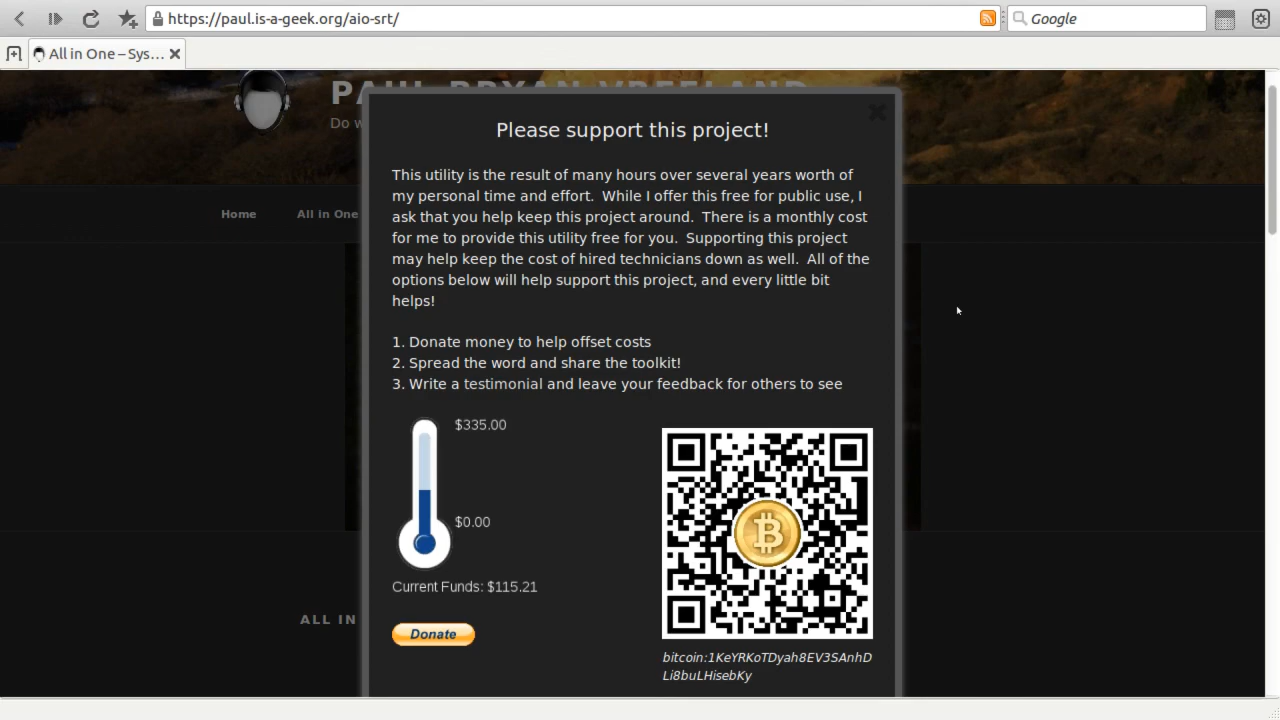 https://paul.is-a-geek.org/aio-srt/
Google
All in One – Sys...
PAUL BRYAN VREELAND
Do w
Home All in One
Please support this project!
This utility is the result of many hours over several years worth of
my personal time and effort. While I offer this free for public use, I
ask that you help keep this project around. There is a monthly cost
for me to provide this utility free for you. Supporting this project
may help keep the cost of hired technicians down as well. All of the
options below will help support this project, and every little bit
helps!
1. Donate money to help offset costs
2. Spread the word and share the toolkit!
3. Write a testimonial and leave your feedback for others to see
$335.00
$0.00
Current Funds: $115.21
ALL IN
Donate
bitcoin:1KeYRKoTDyah8EV3SAnhD
Li8buLHisebKy